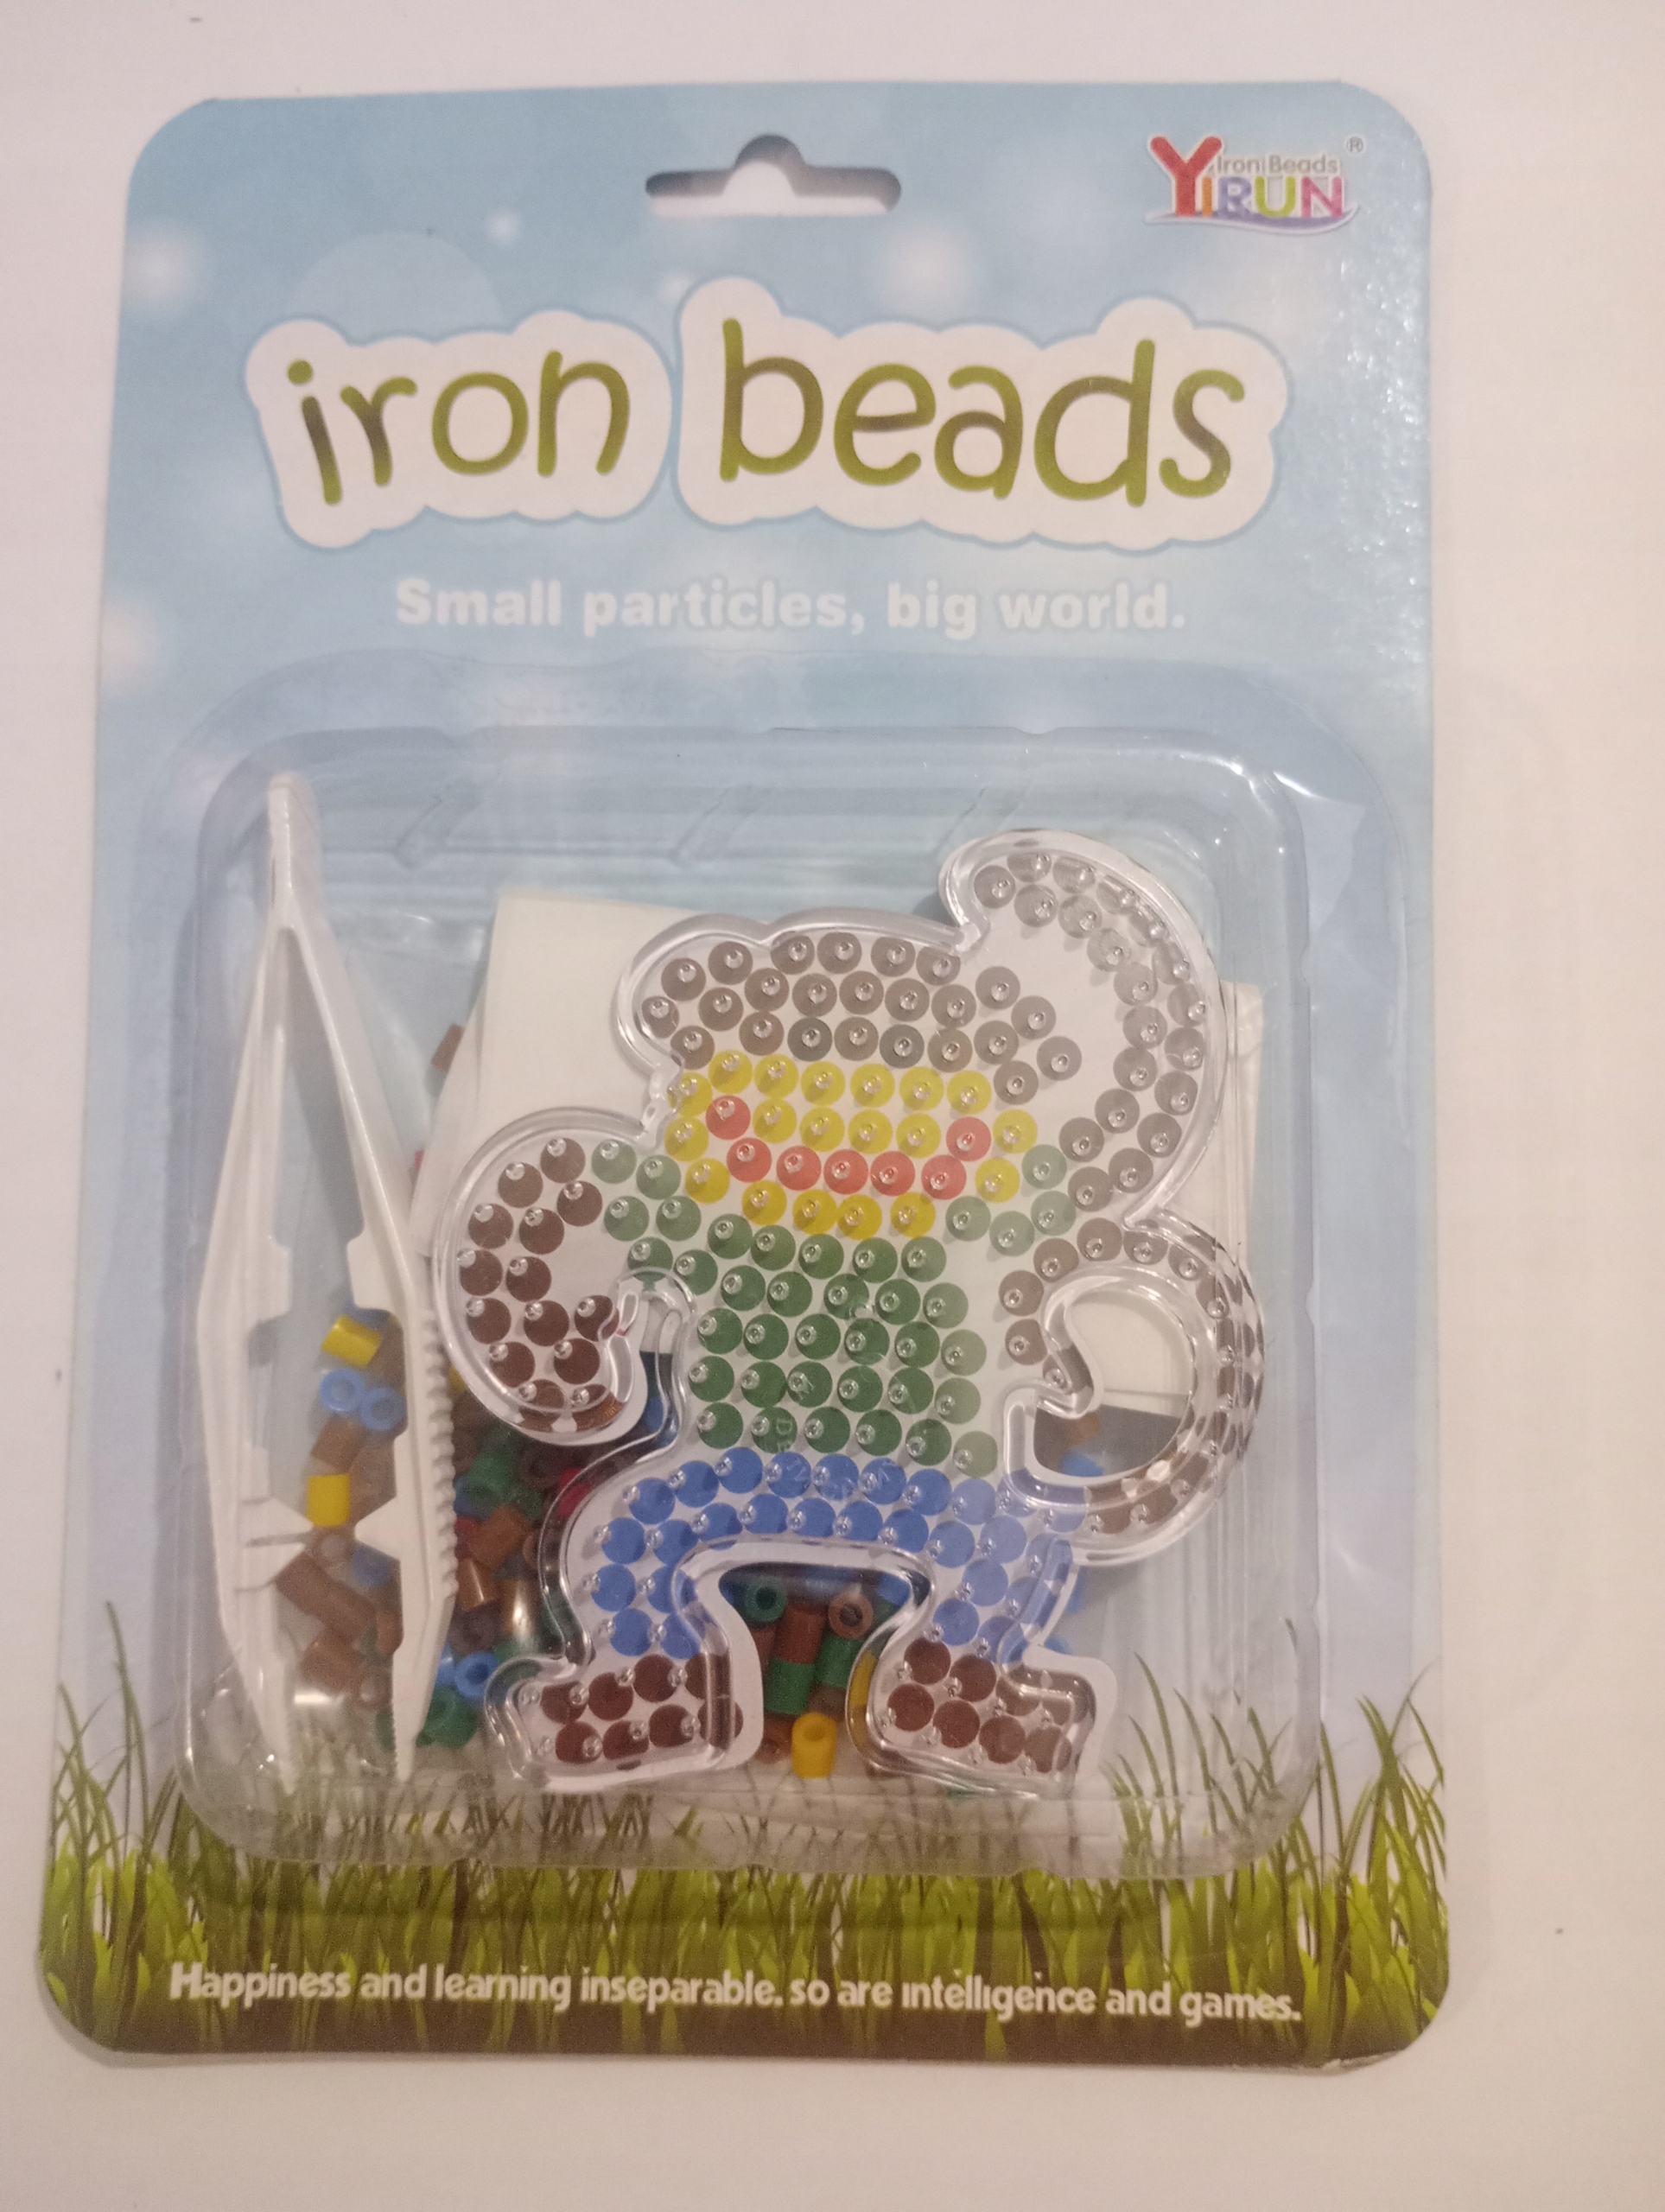 Iron Beads ®
YIRUN
iron beads
Small particles, big world.
Happiness and learning inseparable. so are intelligence and games.